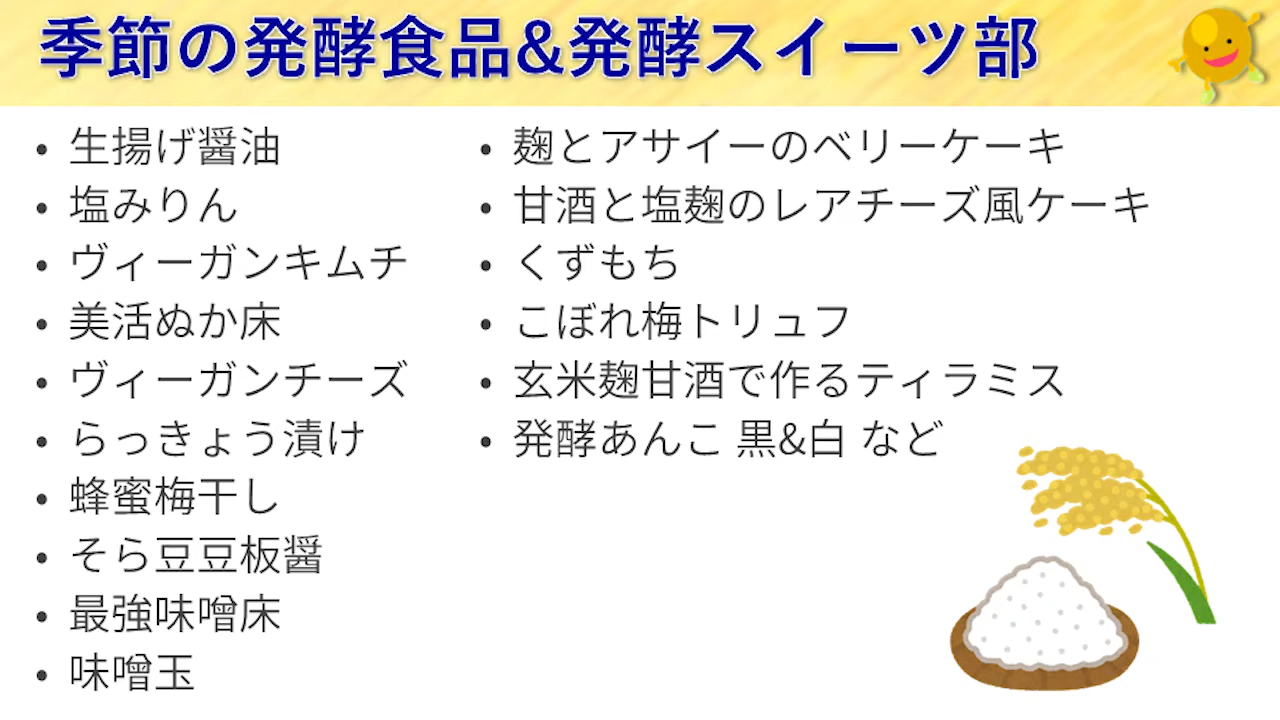 季節の発酵食品&発酵スイーツ部
• 生揚げ醤油
• 塩みりん
• ヴィーガンキムチ
• 美活ぬか床
• ヴィーガンチーズ
• らっきょう漬け
• 蜂蜜梅干し
• そら豆豆板醤
• 最強味噌床
• 味噌玉
• 麹とアサイーのベリーケーキ
• 甘酒と塩麹のレアチーズ風ケーキ
• くずもち
• こぼれ梅トリュフ
• 玄米麹甘酒で作るティラミス
• 発酵あんこ 黒&白 など